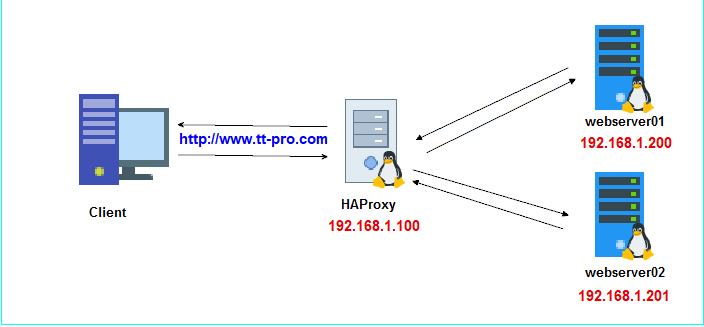 http://www.tt-pro.com
Client
HAProxy
192.168.1.100
webserver01
192.168.1.200
webserver02
192.168.1.201